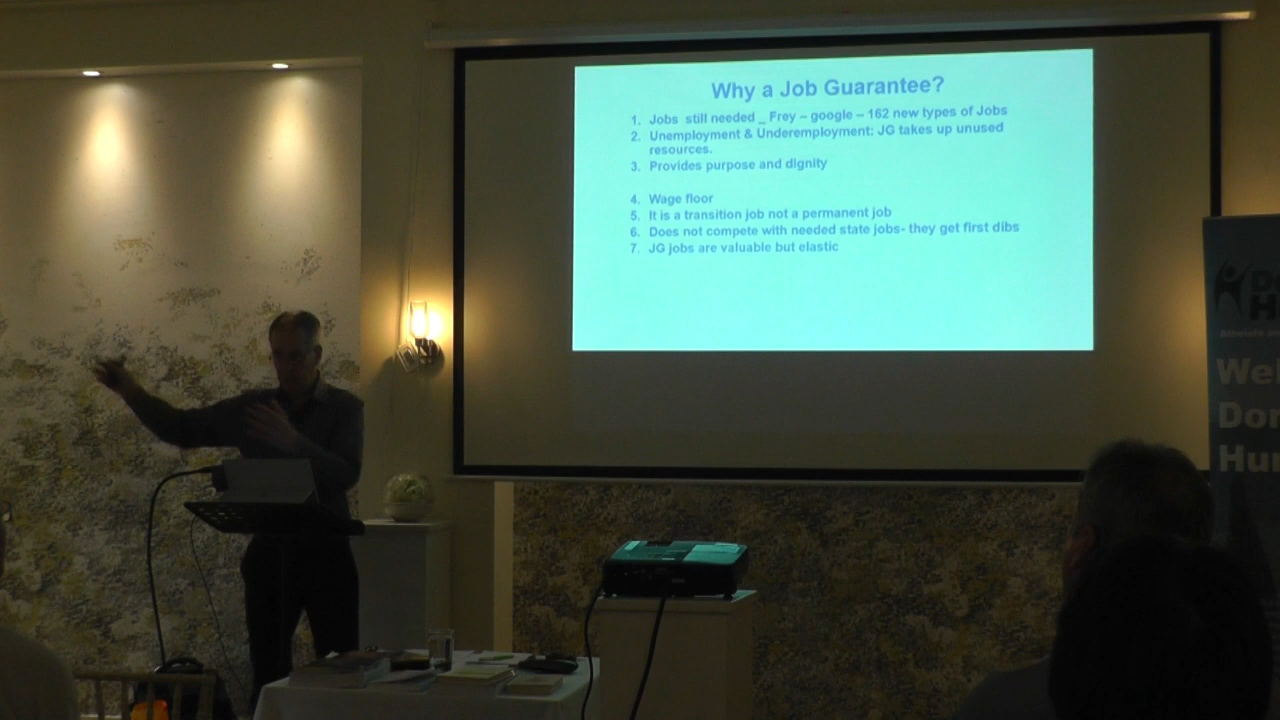 Why a Job Guarantee?
1. Jobs still needed _ Frey – google – 162 new types of Jobs
2. Unemployment & Underemployment: JG takes up unused
resources.
3. Provides purpose and dignity
4. Wage floor
5. It is a transition job not a permanent job
6. Does not compete with needed state jobs- they get first dibs
7. JG jobs are valuable but elastic